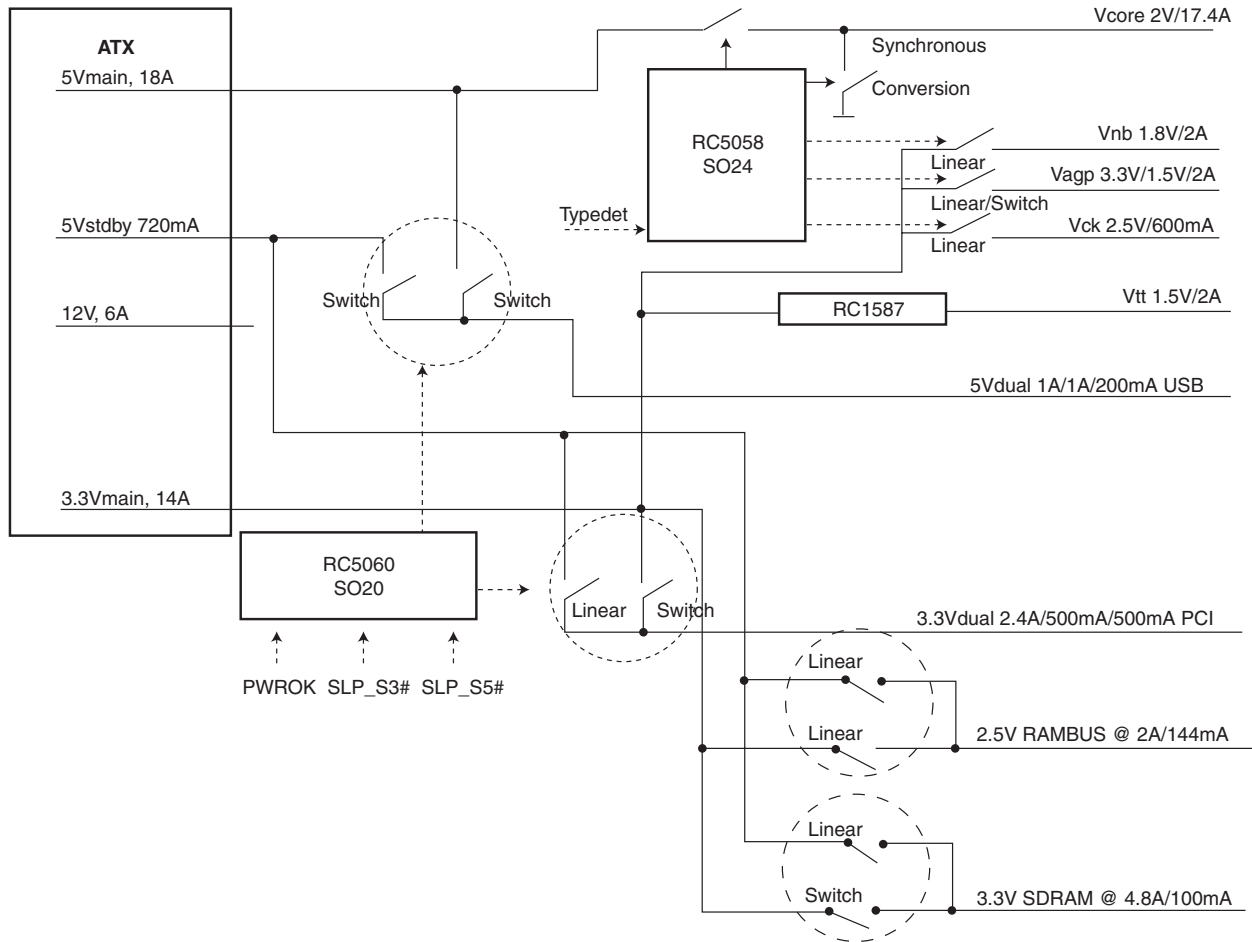 Vcore 2V/17.4A
ATX
Synchronous
5Vmain, 18A
Conversion
RC5058
SO24
Vnb 1.8V/2A
Linear
Vagp 3.3V/1.5V/2A
Linear/Switch
Typedet
5Vstdby 720mA
Vck 2.5V/600mA
Linear
Switch
Switch
12V, 6A
RC1587
Vtt 1.5V/2A
5Vdual 1A/1A/200mA USB
3.3Vmain, 14A
RC5060
SO20
Linear
Switch
3.3Vdual 2.4A/500mA/500mA PCI
PWROK
SLP_S3#
SLP_S5#
Linear
Linear
2.5V RAMBUS @ 2A/144mA
Linear
Switch
3.3V SDRAM @ 4.8A/100mA